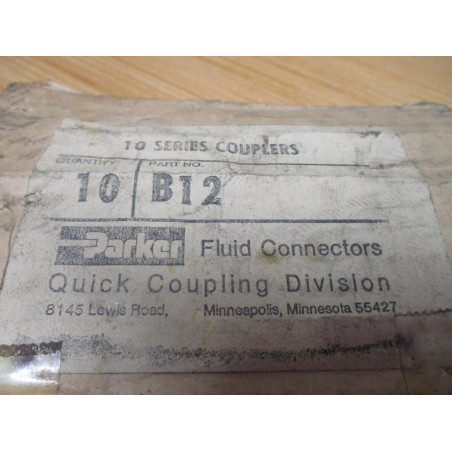 10 SERIES COUPLERS
QUANTITY PART NO.
10 B12
Parker Fluid Connectors
Quick Coupling Division
8145 Lewis Road, Minneapolis, Minnesota 55427